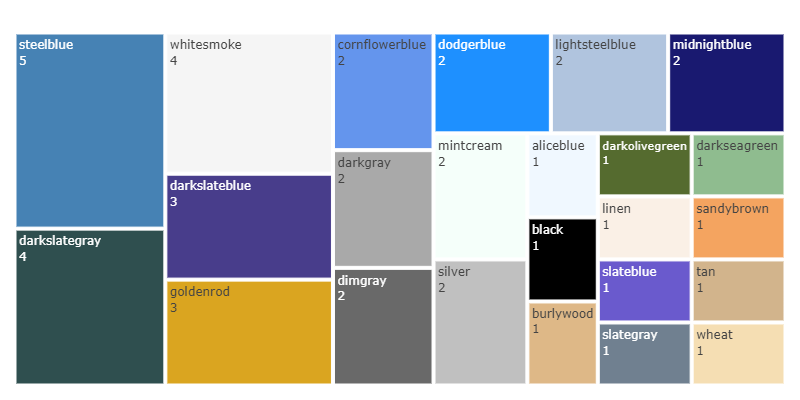 steelblue
5
darkslategray
4
whitesmoke
4
darkslateblue
3
goldenrod
3
cornflowerblue
2
darkgray
2
dimgray
2
dodgerblue
2
lightsteelblue
2
midnightblue
2
mintcream
2
silver
2
aliceblue
1
black
1
burlywood
1
darkolivegreen
1
darkseagreen
1
linen
1
sandybrown
1
slateblue
1
tan
1
slategray
1
wheat
1